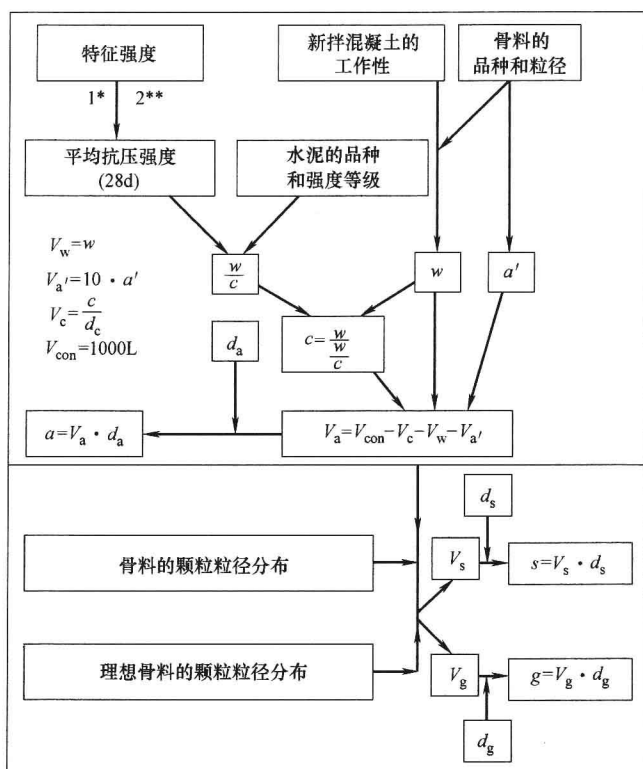 特征强度
新拌混凝土的
工作性
骨料的
品种和粒径
1*
2**
平均抗压强度
(28d)
水泥的品种
和强度等级
V_w=w
V_a'=10·a'
V_c=c/d_c
V_con=1000L
w/c
w
a'
d_a
c=w/(w/c)
a=V_a·d_a
V_a=V_con-V_c-V_w-V_a'
骨料的颗粒粒径分布
d_s
V_s
s=V_s·d_s
理想骨料的颗粒粒径分布
V_g
g=V_g·d_g
d_g